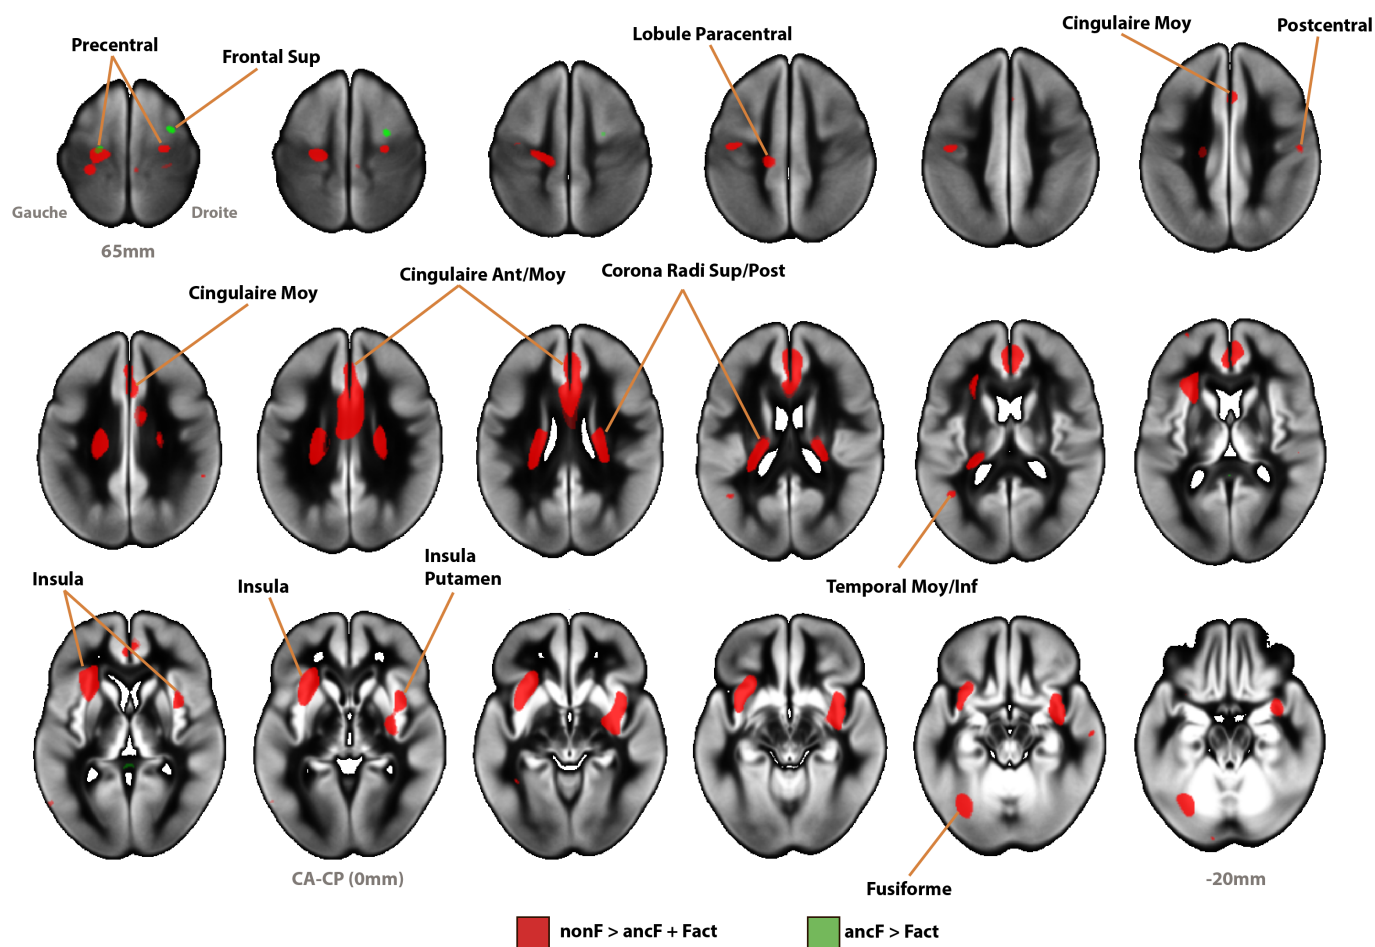 Precentral
Frontal Sup
Lobule Paracentral
Cingulaire Moy
Postcentral
Gauche
Droite
65mm
Cingulaire Moy
Cingulaire Ant/Moy
Corona Radi Sup/Post
Insula
Insula
Insula
Putamen
Temporal Moy/Inf
CA-CP (0mm)
Fusiforme
-20mm
nonF > ancF + Fact
ancF > Fact